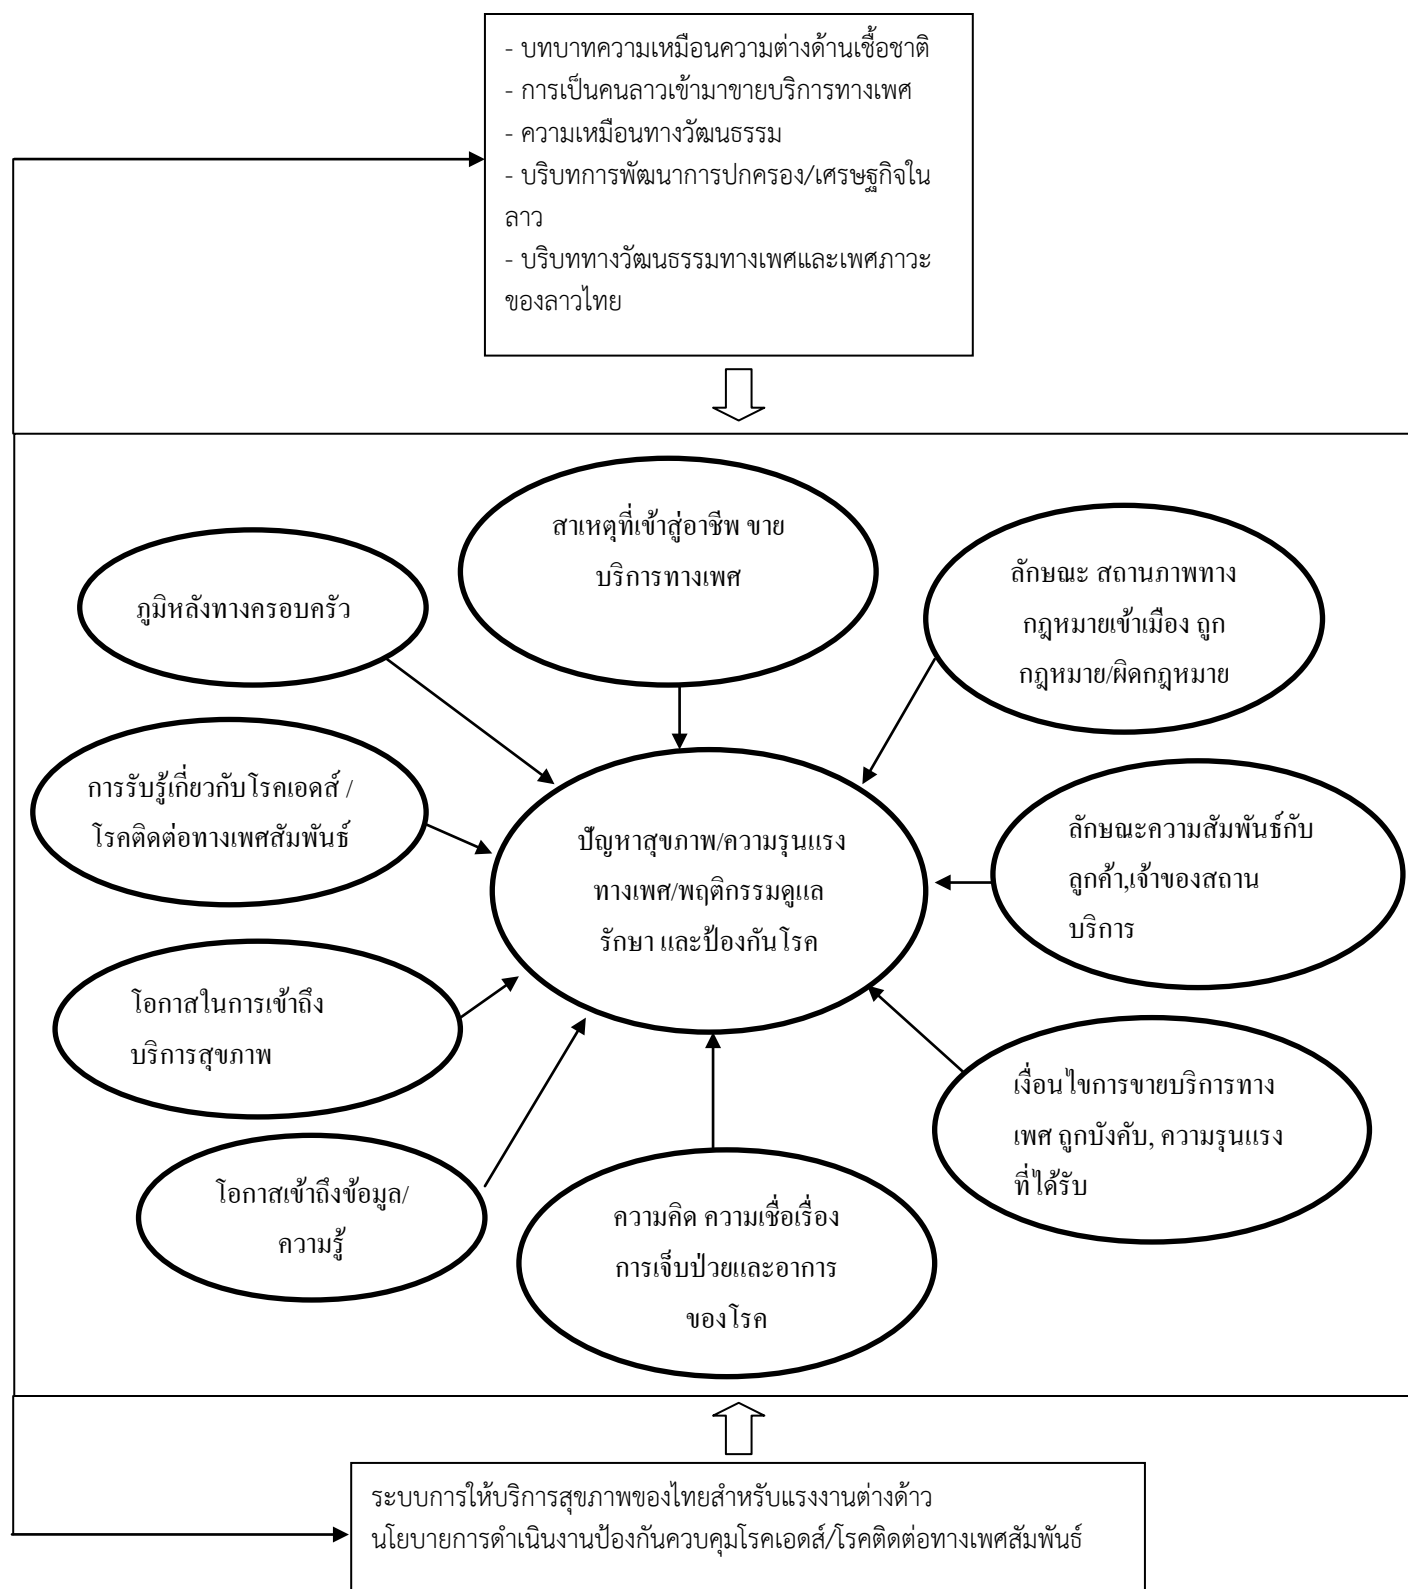 - บทบาทความเหมือนความต่างด้านเชื้อชาติ
- การเป็นคนลาวเข้ามาขายบริการทางเพศ
- ความเหมือนทางวัฒนธรรม
- บริบทการพัฒนาการปกครอง/เศรษฐกิจใน
ลาว
- บริบททางวัฒนธรรมทางเพศและเพศภาวะ
ของลาวไทย
สาเหตุที่เข้าสู่อาชีพ ขาย
บริการทางเพศ
ภูมิหลังทางครอบครัว
ลักษณะ สถานภาพทาง
กฎหมายเข้าเมือง ถูก
กฎหมาย/ผิดกฎหมาย
การรับรู้เกี่ยวกับโรคเอดส์ /
โรคติดต่อทางเพศสัมพันธ์
ปัญหาสุขภาพ/ความรุนแรง
ทางเพศ/พฤติกรรมดูแล
รักษา และป้องกันโรค
ลักษณะความสัมพันธ์กับ
ลูกค้า,เจ้าของสถาน
บริการ
โอกาสในการเข้าถึง
บริการสุขภาพ
เงื่อนไขการขายบริการทาง
เพศ ถูกบังคับ, ความรุนแรง
ที่ได้รับ
โอกาสเข้าถึงข้อมูล/
ความรู้
ความคิด ความเชื่อเรื่อง
การเจ็บป่วยและอาการ
ของโรค
ระบบการให้บริการสุขภาพของไทยสำหรับแรงงานต่างด้าว
นโยบายการดำเนินงานป้องกันควบคุมโรคเอดส์/โรคติดต่อทางเพศสัมพันธ์